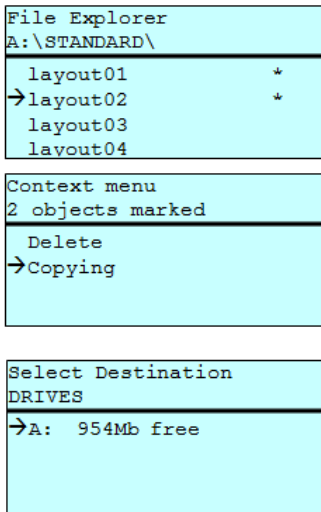 File Explorer
A:\STANDARD\
layout01 *
→layout02 *
layout03
layout04
Context menu
2 objects marked
Delete
→Copying
Select Destination
DRIVES
→A: 954Mb free